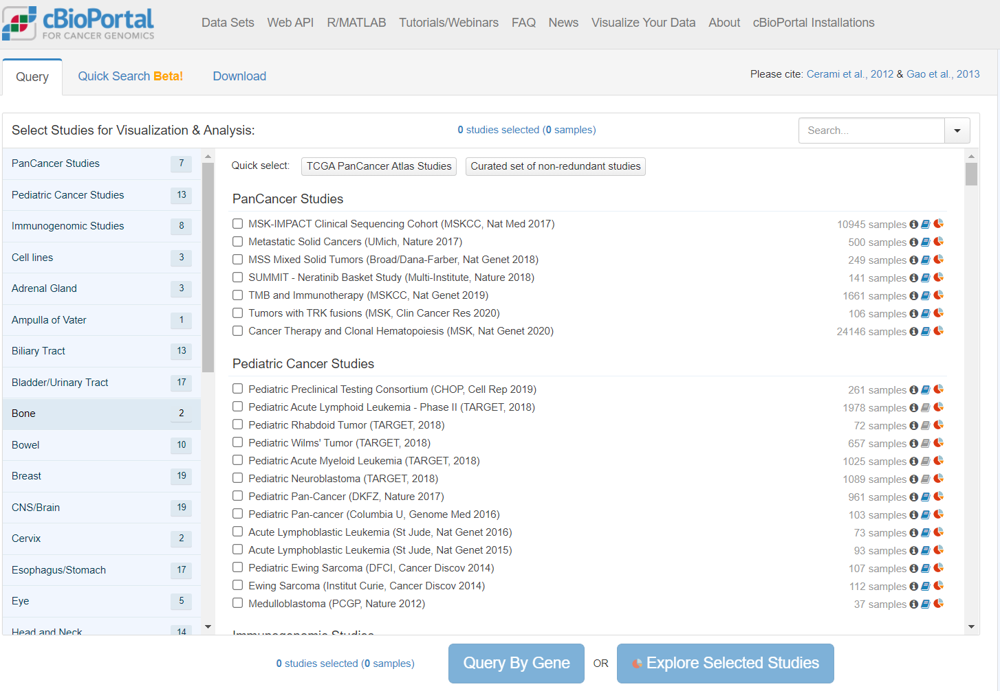 cBioPortal
FOR CANCER GENOMICS
Data Sets Web API R/MATLAB Tutorials/Webinars FAQ News Visualize Your Data About cBioPortal Installations
Query Quick Search Beta! Download
Please cite: Cerami et al., 2012 & Gao et al., 2013
Select Studies for Visualization & Analysis:
0 studies selected (0 samples)
Search...
PanCancer Studies 7
Pediatric Cancer Studies 13
Immunogenomic Studies 8
Cell lines 3
Adrenal Gland 3
Ampulla of Vater 1
Biliary Tract 13
Bladder/Urinary Tract 17
Bone 2
Bowel 10
Breast 19
CNS/Brain 19
Cervix 2
Esophagus/Stomach 17
Eye 5
Head and Neck 14
Quick select: TCGA PanCancer Atlas Studies Curated set of non-redundant studies
PanCancer Studies
MSK-IMPACT Clinical Sequencing Cohort (MSKCC, Nat Med 2017) 10945 samples
Metastatic Solid Cancers (UMich, Nature 2017) 500 samples
MSS Mixed Solid Tumors (Broad/Dana-Farber, Nat Genet 2018) 249 samples
SUMMIT - Neratinib Basket Study (Multi-Institute, Nature 2018) 141 samples
TMB and Immunotherapy (MSKCC, Nat Genet 2019) 1661 samples
Tumors with TRK fusions (MSK, Clin Cancer Res 2020) 106 samples
Cancer Therapy and Clonal Hematopoiesis (MSK, Nat Genet 2020) 24146 samples
Pediatric Cancer Studies
Pediatric Preclinical Testing Consortium (CHOP, Cell Rep 2019) 261 samples
Pediatric Acute Lymphoid Leukemia - Phase II (TARGET, 2018) 1978 samples
Pediatric Rhabdoid Tumor (TARGET, 2018) 72 samples
Pediatric Wilms' Tumor (TARGET, 2018) 657 samples
Pediatric Acute Myeloid Leukemia (TARGET, 2018) 1025 samples
Pediatric Neuroblastoma (TARGET, 2018) 1089 samples
Pediatric Pan-Cancer (DKFZ, Nature 2017) 961 samples
Pediatric Pan-cancer (Columbia U, Genome Med 2016) 103 samples
Acute Lymphoblastic Leukemia (St Jude, Nat Genet 2016) 73 samples
Acute Lymphoblastic Leukemia (St Jude, Nat Genet 2015) 93 samples
Pediatric Ewing Sarcoma (DFCI, Cancer Discov 2014) 107 samples
Ewing Sarcoma (Institut Curie, Cancer Discov 2014) 112 samples
Medulloblastoma (PCGP, Nature 2012) 37 samples
Immunogenomic Studies
0 studies selected (0 samples)
Query By Gene OR Explore Selected Studies